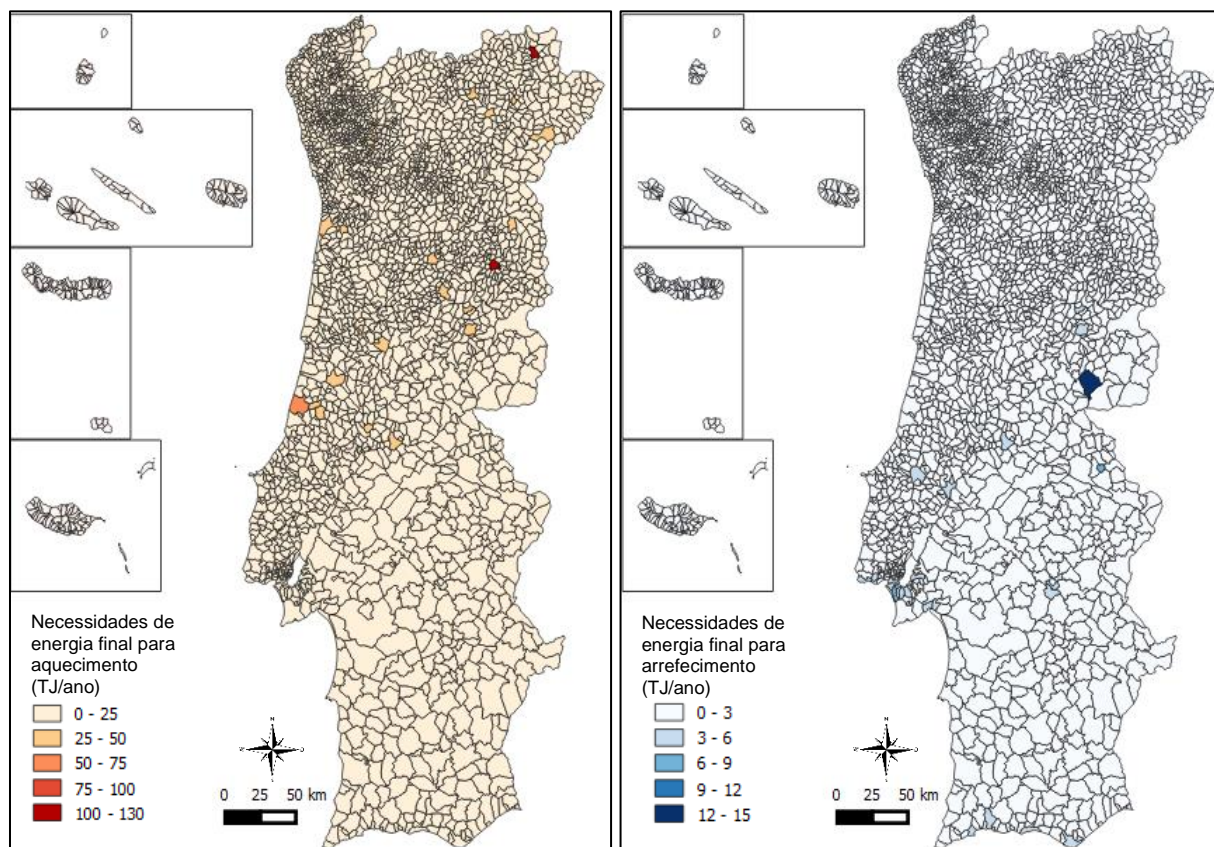 Necessidades de
energia final para
aquecimento
(TJ/ano)
0 - 25
25 - 50
50 - 75
75 - 100
100 - 130
N
0 25 50 km
Necessidades de
energia final para
arrefecimento
(TJ/ano)
0 - 3
3 - 6
6 - 9
9 - 12
12 - 15
N
0 25 50 km